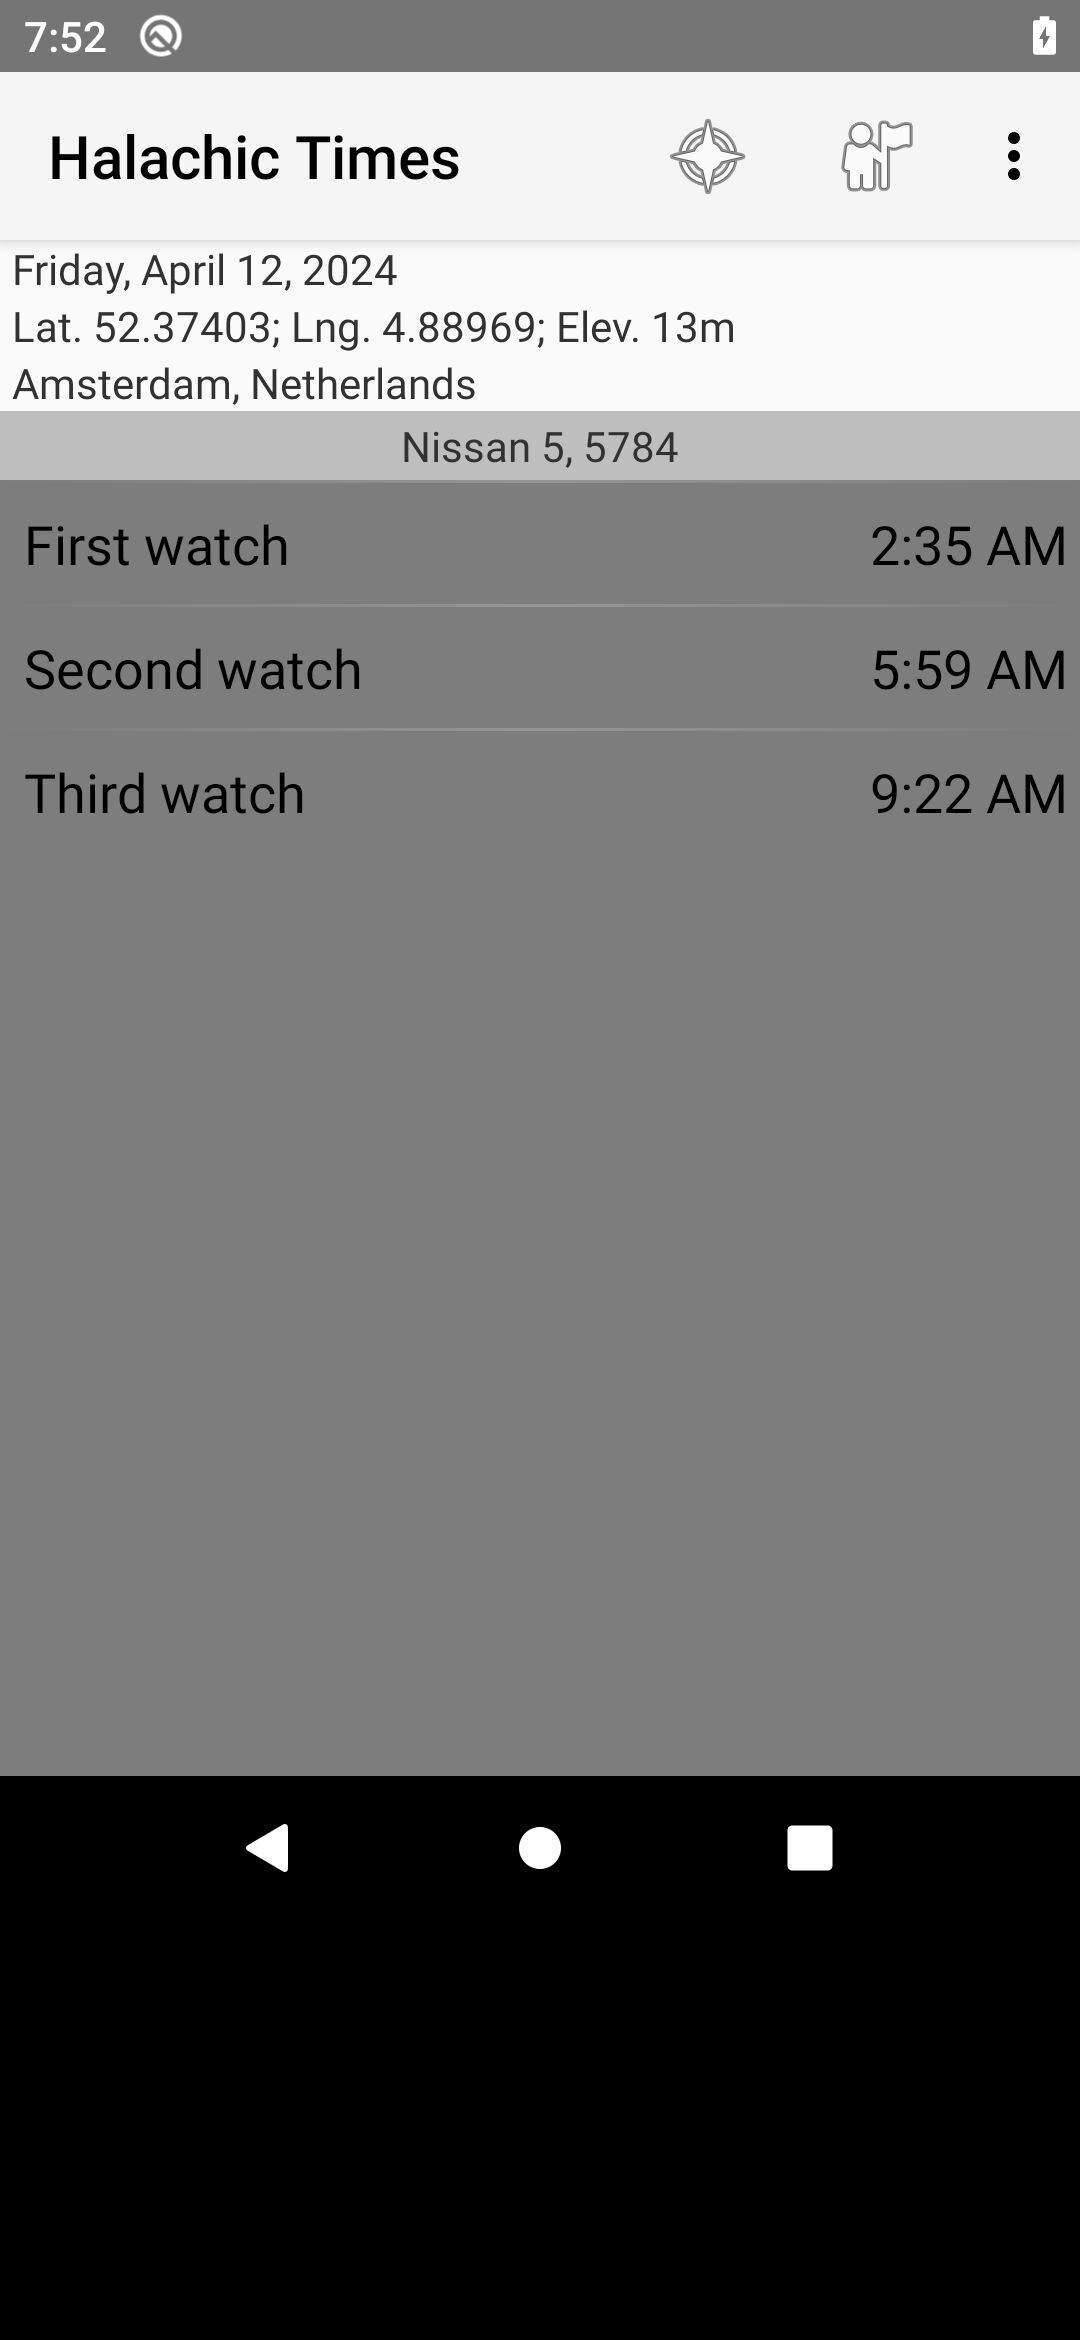 7:52
Halachic Times
Friday, April 12, 2024
Lat. 52.37403; Lng. 4.88969; Elev. 13m
Amsterdam, Netherlands
Nissan 5, 5784
First watch 2:35 AM
Second watch 5:59 AM
Third watch 9:22 AM